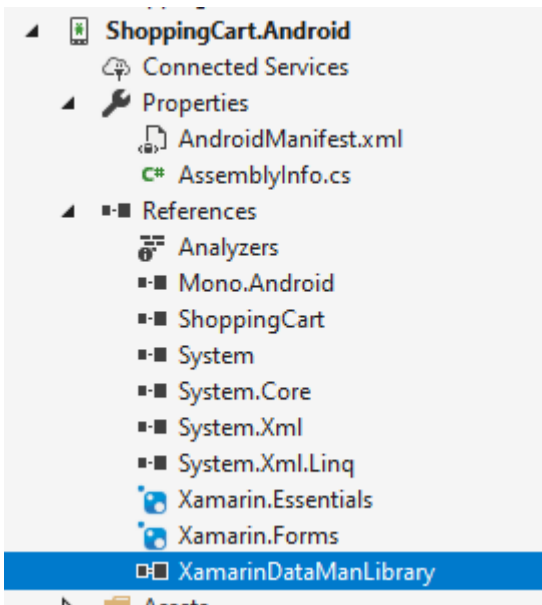 ShoppingCart.Android
Connected Services
Properties
AndroidManifest.xml
C# AssemblyInfo.cs
References
Analyzers
Mono.Android
ShoppingCart
System
System.Core
System.Xml
System.Xml.Linq
Xamarin.Essentials
Xamarin.Forms
XamarinDataManLibrary